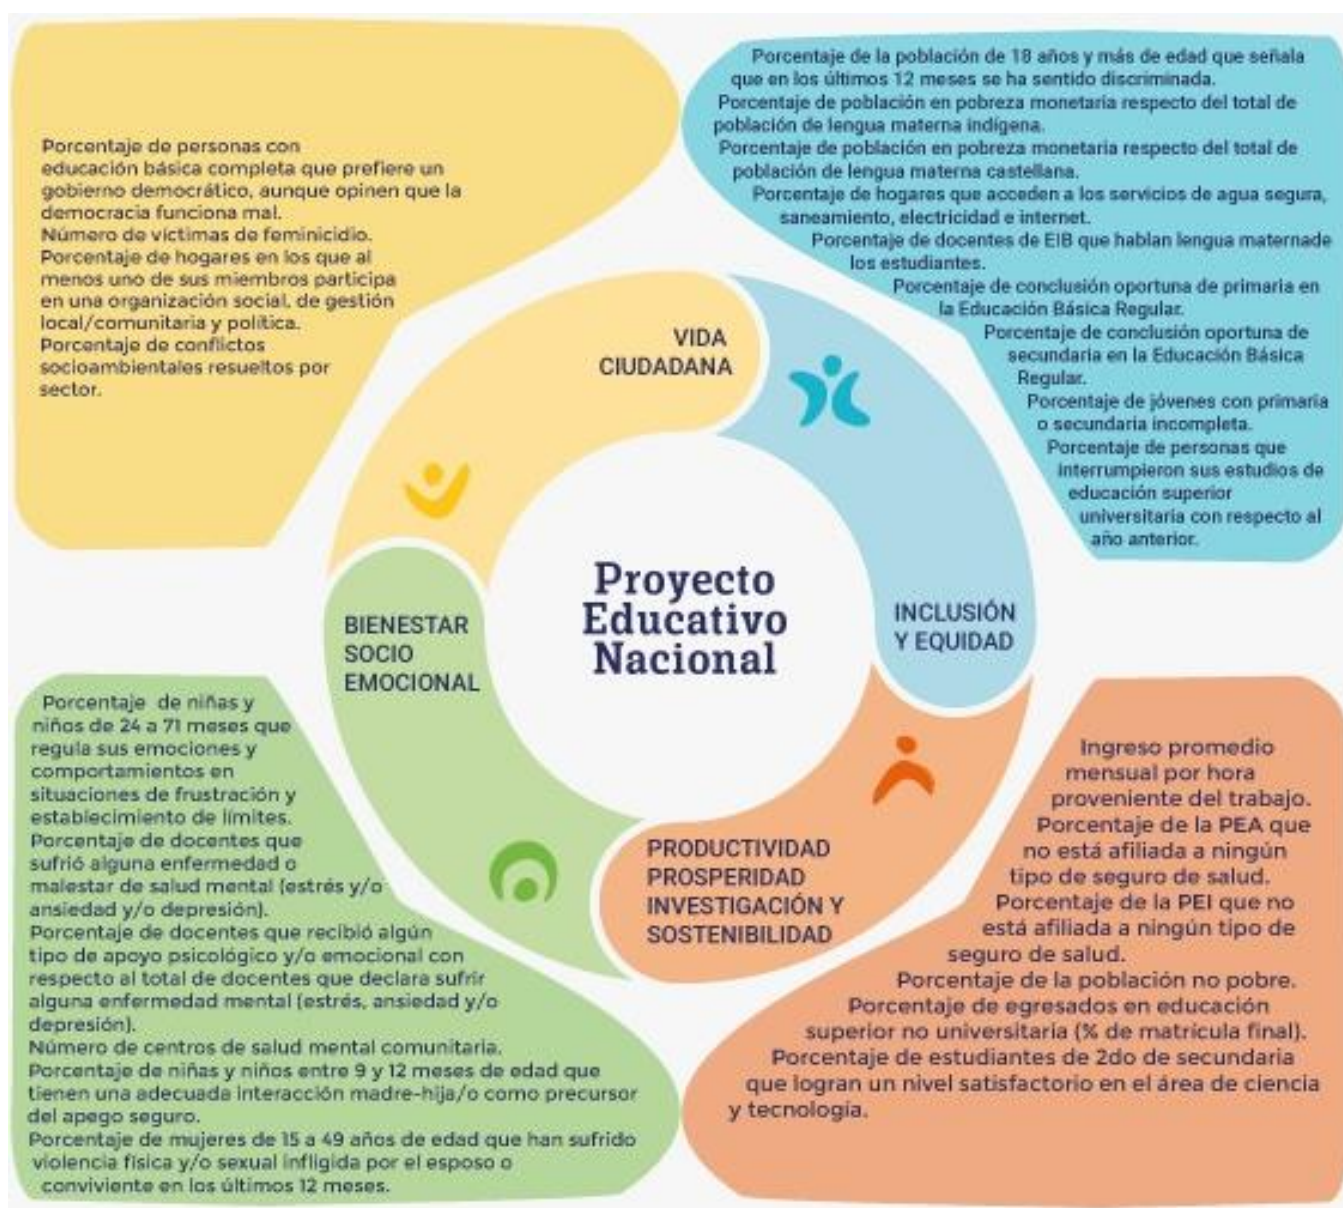 Porcentaje de personas con
educación básica completa que prefiere un
gobierno democrático, aunque opinen que la
democracia funciona mal.
Número de víctimas de feminicidio.
Porcentaje de hogares en los que al
menos uno de sus miembros participa
en una organización social, de gestión
local/comunitaria y política.
Porcentaje de conflictos
socioambientales resueltos por
sector.
Porcentaje de la población de 18 años y más de edad que señala
que en los últimos 12 meses se ha sentido discriminada.
Porcentaje de población en pobreza monetaria respecto del total de
población de lengua materna indígena.
Porcentaje de población en pobreza monetaria respecto del total de
población de lengua materna castellana.
Porcentaje de hogares que acceden a los servicios de agua segura,
saneamiento, electricidad e internet.
Porcentaje de docentes de EIB que hablan lengua maternade
los estudiantes.
Porcentaje de conclusión oportuna de primaria en
la Educación Básica Regular.
Porcentaje de conclusión oportuna de
secundaria en la Educación Básica
Regular.
Porcentaje de jóvenes con primaria
o secundaria incompleta.
Porcentaje de personas que
interrumpieron sus estudios de
educación superior
universitaria con respecto al
año anterior.
VIDA
CIUDADANA
INCLUSIÓN
Y EQUIDAD
Proyecto
Educativo
Nacional
BIENESTAR
SOCIO
EMOCIONAL
PRODUCTIVIDAD
PROSPERIDAD
INVESTIGACIÓN Y
SOSTENIBILIDAD
Porcentaje de niñas y
niños de 24 a 71 meses que
regula sus emociones y
comportamientos en
situaciones de frustración y
establecimiento de límites.
Porcentaje de docentes que
sufrió alguna enfermedad o
malestar de salud mental (estrés y/o
ansiedad y/o depresión).
Porcentaje de docentes que recibió algún
tipo de apoyo psicológico y/o emocional con
respecto al total de docentes que declara sufrir
alguna enfermedad mental (estrés, ansiedad y/o
depresión).
Número de centros de salud mental comunitaria.
Porcentaje de niñas y niños entre 9 y 12 meses de edad que
tienen una adecuada interacción madre-hija/o como precursor
del apego seguro.
Porcentaje de mujeres de 15 a 49 años de edad que han sufrido
violencia física y/o sexual infligida por el esposo o
conviviente en los últimos 12 meses.
Ingreso promedio
mensual por hora
proveniente del trabajo.
Porcentaje de la PEA que
no está afiliada a ningún
tipo de seguro de salud.
Porcentaje de la PEI que no
está afiliada a ningún tipo de
seguro de salud.
Porcentaje de la población no pobre.
Porcentaje de egresados en educación
superior no universitaria (% de matrícula final).
Porcentaje de estudiantes de 2do de secundaria
que logran un nivel satisfactorio en el área de ciencia
y tecnología.